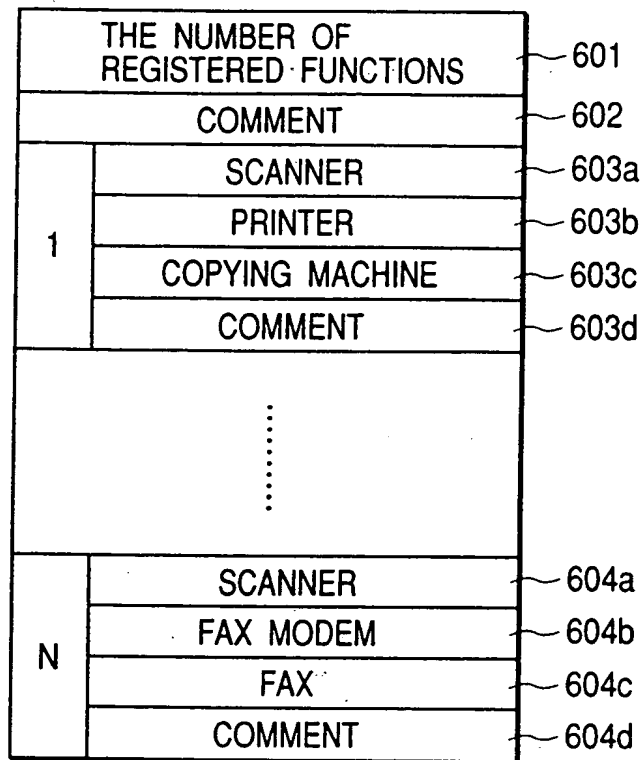 THE NUMBER OF
REGISTERED FUNCTIONS
601
COMMENT
602
1
SCANNER
603a
PRINTER
603b
COPYING MACHINE
603c
COMMENT
603d
N
SCANNER
604a
FAX MODEM
604b
FAX
604c
COMMENT
604d